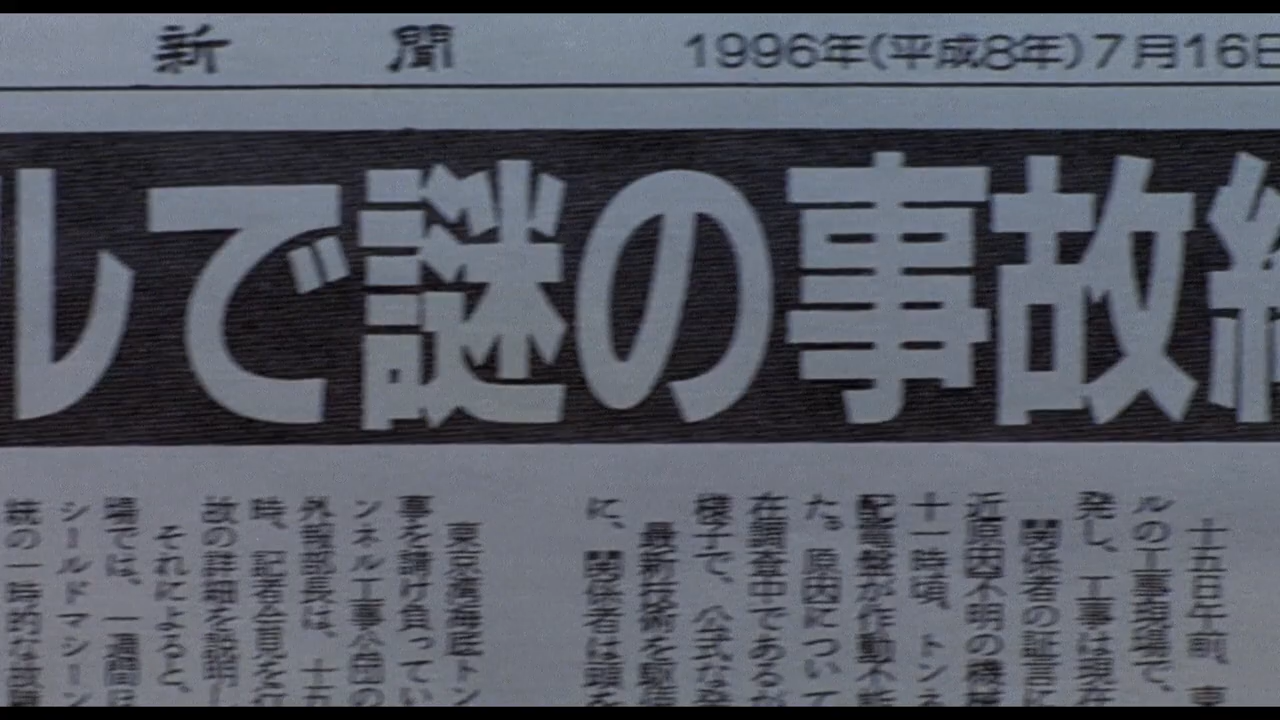 新聞 1996年(平成8年)7月16日
ルで謎の事故
十五日午前、東
ルの工事現場で、
発し、工事は現在
関係者の証言に
近原因不明の機
十一時頃、トンネ
配電盤が作動不能
た。原因について
在調査中であるが
様子で、公式な
最新技術を駆使
に、関係者は頭を
東京湾海底トン
事を請け負ってい
ンネル工事公団の
外報部長は、十五
時、記者会見を行
故の詳細を説明し
それによると、
場では、一週間
シールドマシーン
株の一時的な